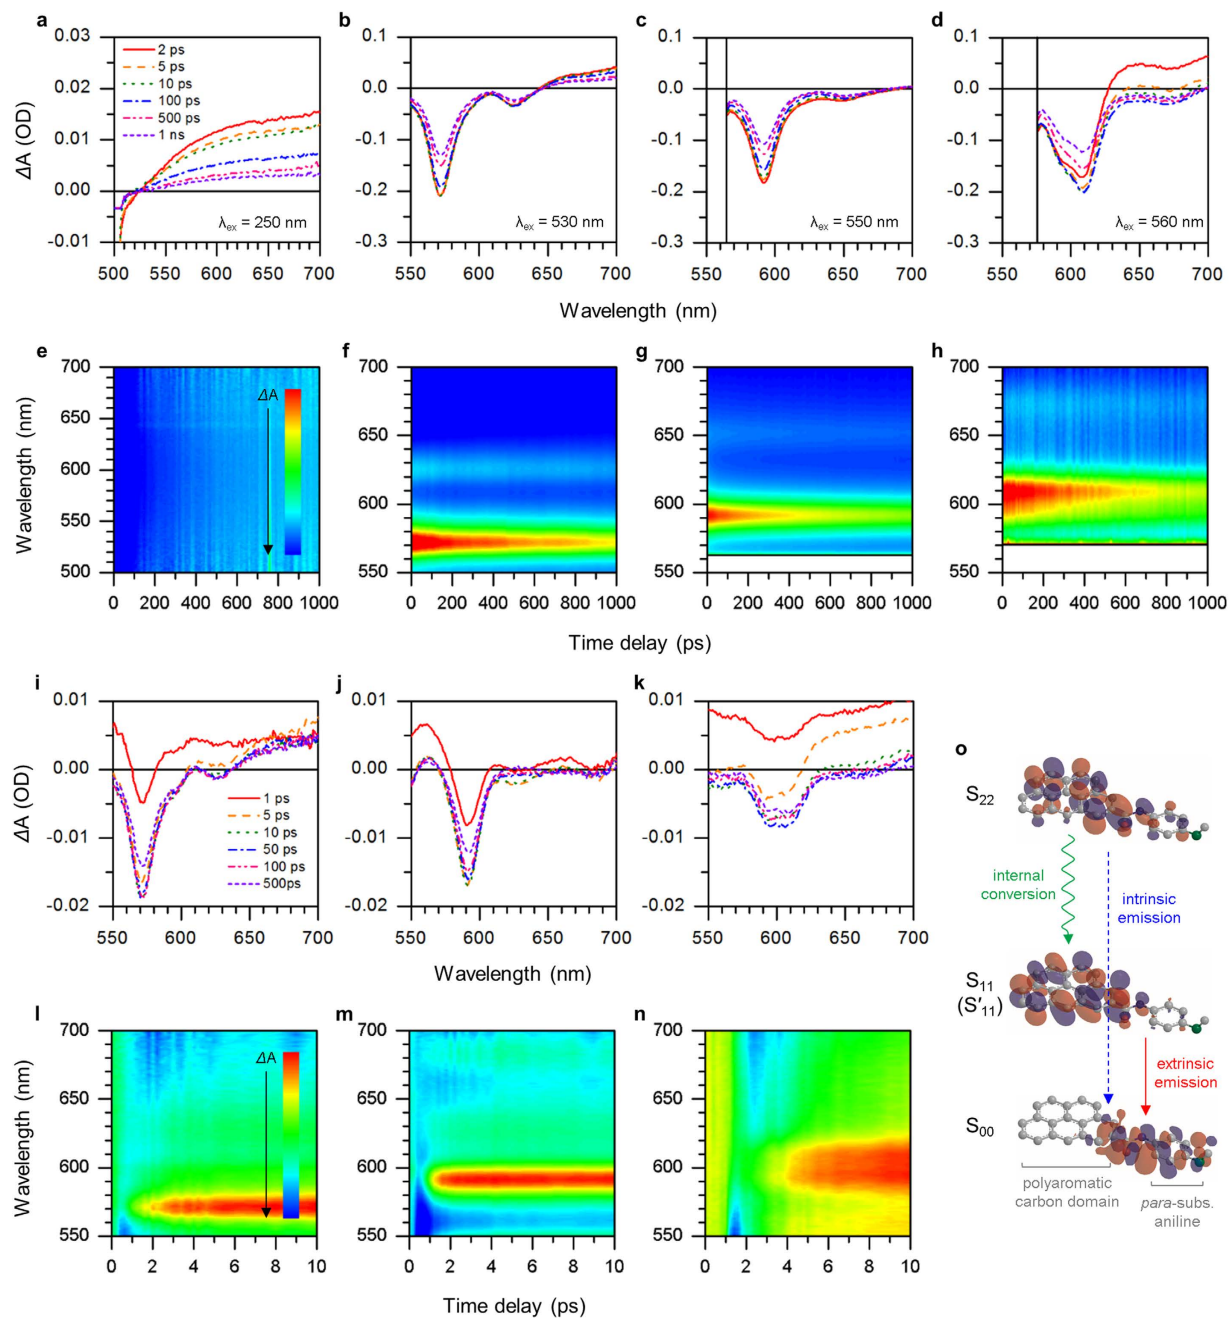 a
b
c
d
0.03
0.02
0.01
0.00
-0.01
ΔA (OD)
2 ps
5 ps
10 ps
100 ps
500 ps
1 ns
λex = 250 nm
500 550 600 650 700
0.1
0.0
-0.1
-0.2
-0.3
λex = 530 nm
550 600 650 700
0.1
0.0
-0.1
-0.2
-0.3
λex = 550 nm
550 600 650 700
0.1
0.0
-0.1
-0.2
-0.3
λex = 560 nm
550 600 650 700
Wavelength (nm)
e
f
g
h
Wavelength (nm)
700
650
600
550
500
ΔA
0 200 400 600 800 1000
700
650
600
550
0 200 400 600 800 1000
700
650
600
550
0 200 400 600 800 1000
700
650
600
550
0 200 400 600 800 1000
Time delay (ps)
i
j
k
ΔA (OD)
0.01
0.00
-0.01
-0.02
1 ps
5 ps
10 ps
50 ps
100 ps
500ps
550 600 650 700
0.01
0.00
-0.01
-0.02
550 600 650 700
0.01
0.00
-0.01
-0.02
550 600 650 700
Wavelength (nm)
l
m
n
Wavelength (nm)
700
650
600
550
ΔA
0 2 4 6 8 10
700
650
600
550
0 2 4 6 8 10
700
650
600
550
0 2 4 6 8 10
Time delay (ps)
o
S22
internal
conversion
intrinsic
emission
S11
(S′11)
extrinsic
emission
S00
polyaromatic
carbon domain
para-subs.
aniline